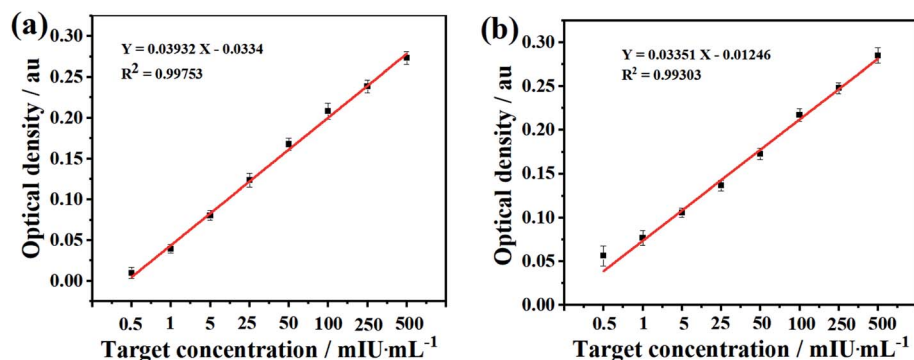 (a)
Y = 0.03932 X - 0.0334
R² = 0.99753
Optical density / au
0.30
0.25
0.20
0.15
0.10
0.05
0.00
0.5 1 5 25 50 100 250 500
Target concentration / mIU·mL⁻¹
(b)
Y = 0.03351 X - 0.01246
R² = 0.99303
Optical density / au
0.30
0.25
0.20
0.15
0.10
0.05
0.00
0.5 1 5 25 50 100 250 500
Target concentration / mIU·mL⁻¹